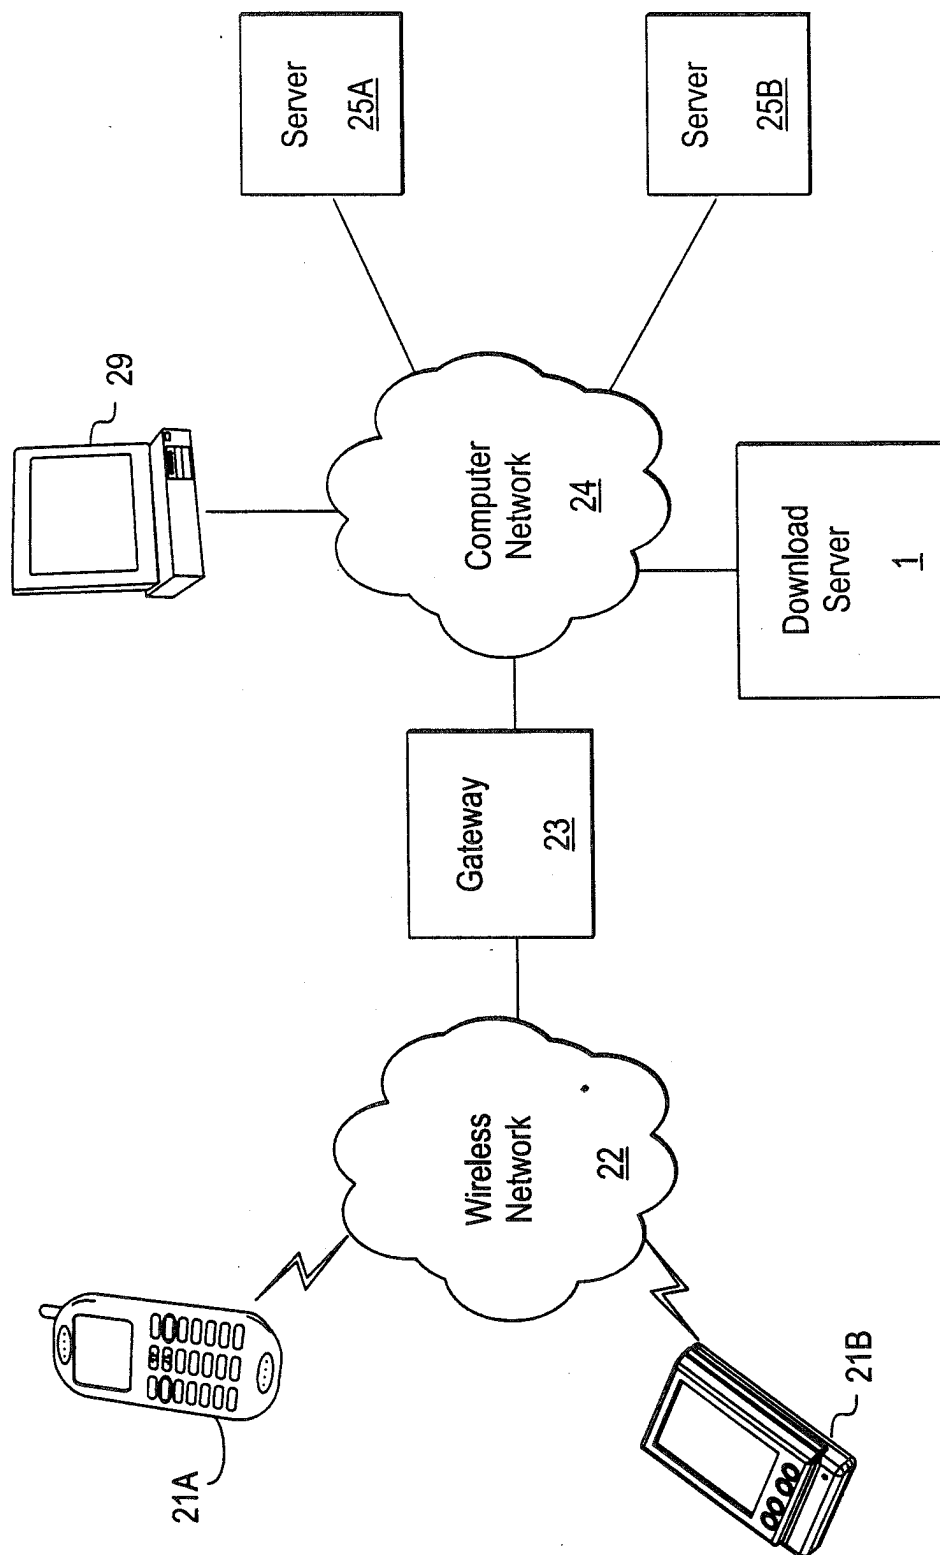 21A
21B
Wireless
Network
22
Gateway
23
Computer
Network
24
29
Download
Server
1
Server
25A
Server
25B